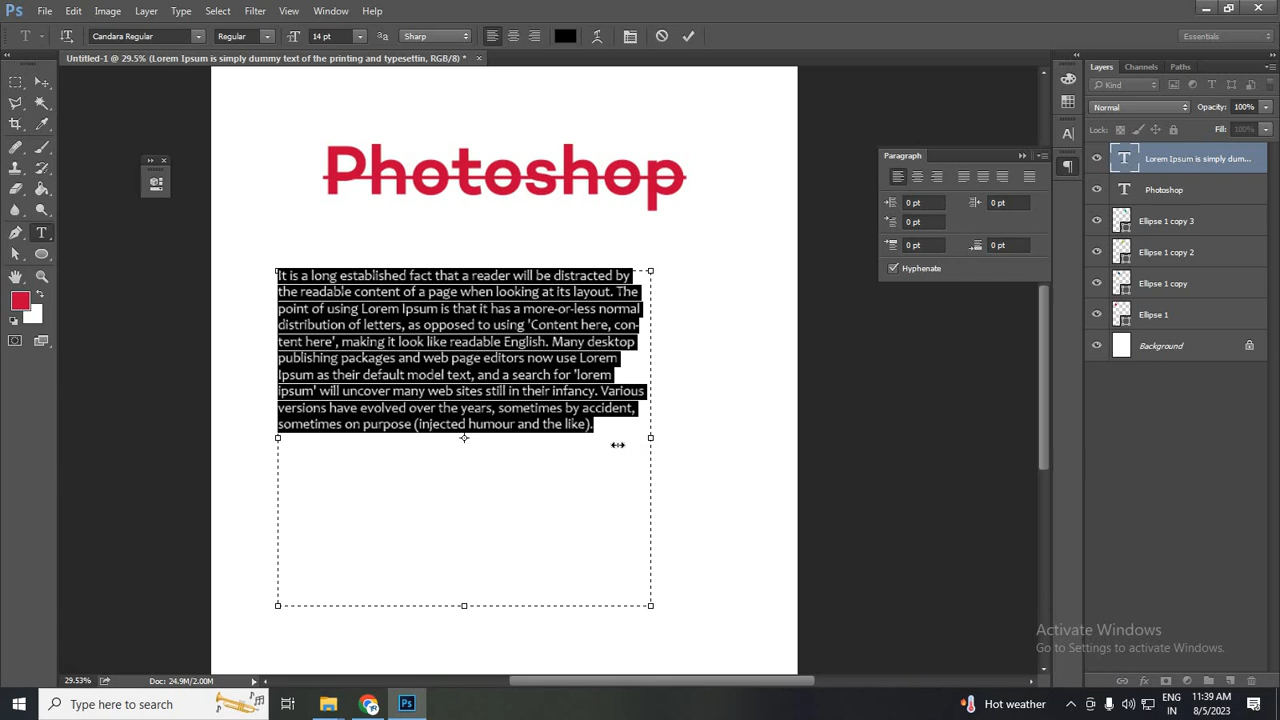 Ps File Edit Image Layer Type Select Filter View Window Help
T Candara Regular Regular 14 pt aa Sharp Essentials
Untitled-1 @ 29.5% (Lorem Ipsum is simply dummy text of the printing and typesettin, RGB/8) * ×
Layers Channels Paths
Kind
Normal Opacity: 100%
Lock: Fill: 100%
Photoshop
Paragraph
0 pt 0 pt
0 pt
0 pt 0 pt
Hyphenate
T Lorem Ipsum is simply dum...
T Photoshop
Ellipse 1 copy 3
Ellipse 1 copy 2
Ellipse 1 copy
Ellipse 1
Background
It is a long established fact that a reader will be distracted by
the readable content of a page when looking at its layout. The
point of using Lorem Ipsum is that it has a more-or-less normal
distribution of letters, as opposed to using 'Content here, con-
tent here', making it look like readable English. Many desktop
publishing packages and web page editors now use Lorem
Ipsum as their default model text, and a search for 'lorem
ipsum' will uncover many web sites still in their infancy. Various
versions have evolved over the years, sometimes by accident,
sometimes on purpose (injected humour and the like).
Activate Windows
Go to Settings to activate Windows.
29.53% Doc: 24.9M/2.00M
Type here to search Ps Hot weather ENG 11:39 AM
IN 8/5/2023